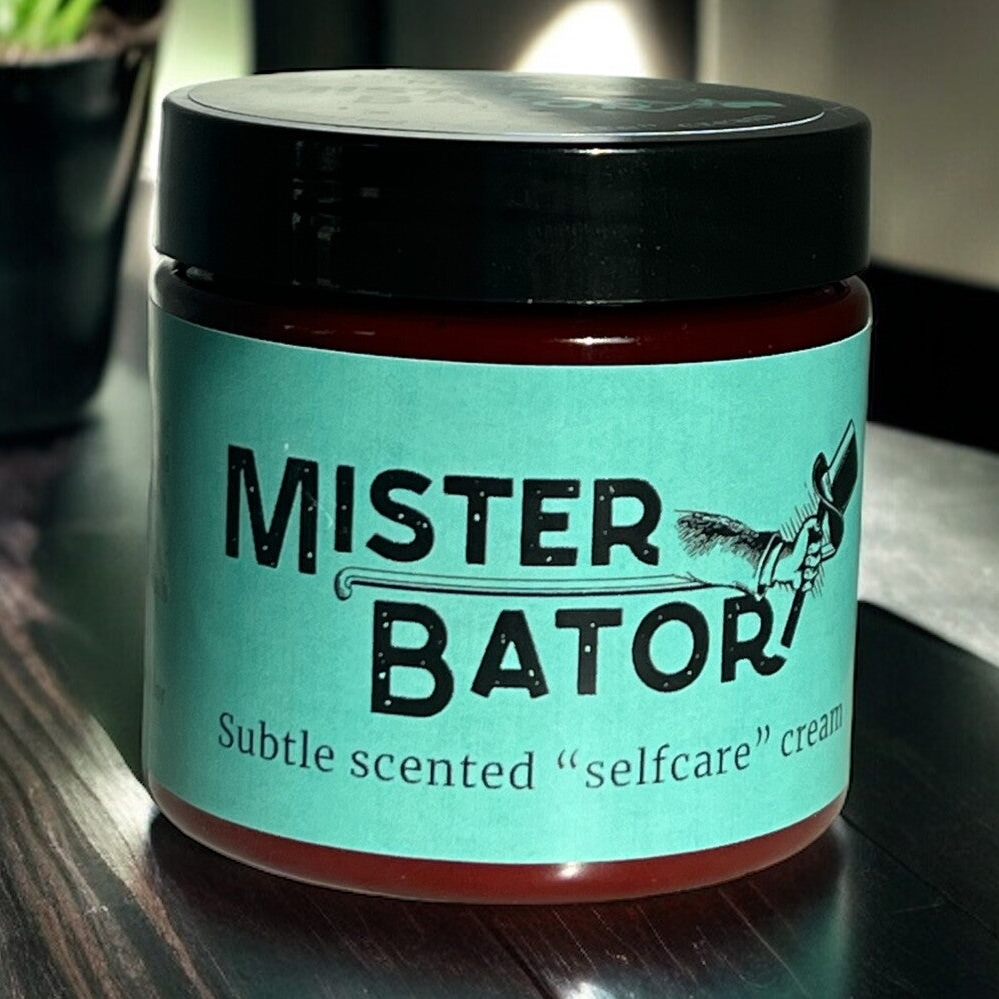 MISTER
BATOR
Subtle scented “selfcare” cream